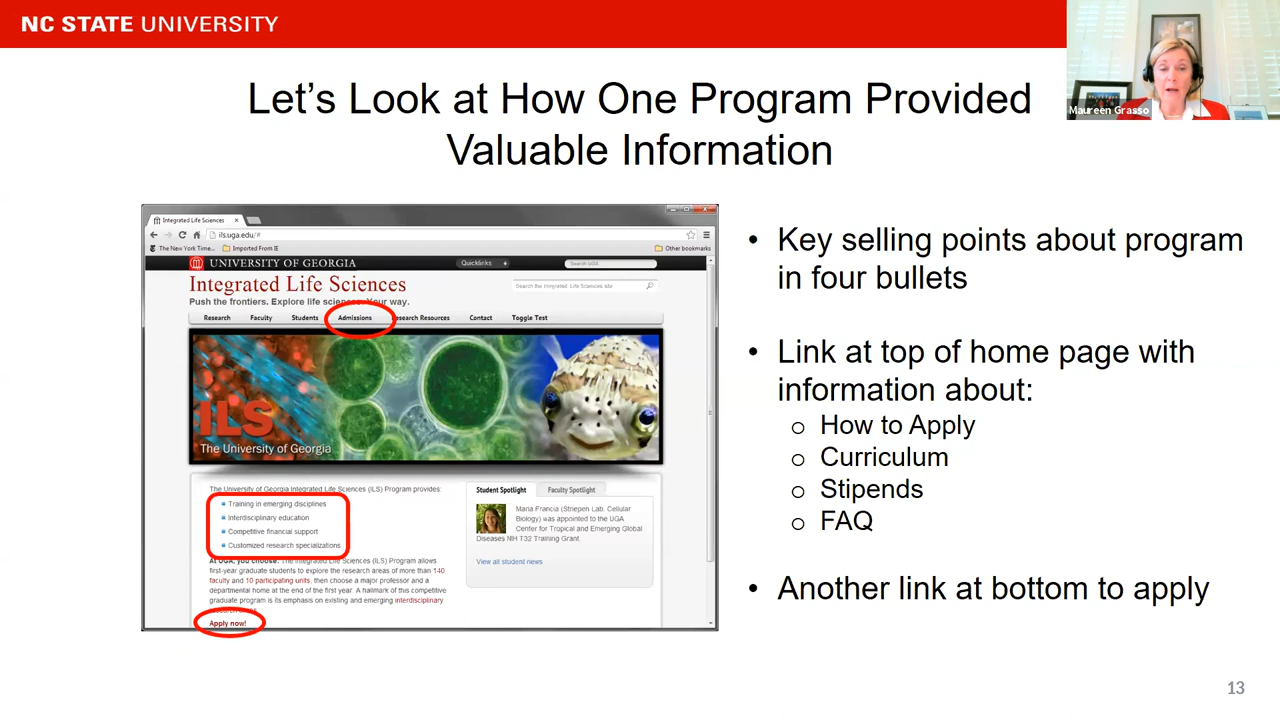 NC STATE UNIVERSITY
Maureen Grasso
Let's Look at How One Program Provided
Valuable Information
Integrated Life Sciences
ils.uga.edu/#
The New York Time... Imported From IE Other bookmarks
UNIVERSITY OF GEORGIA Quicklinks Search UGA
Integrated Life Sciences
Search the Integrated Life Sciences site
Push the frontiers. Explore life sciences. Your way.
Research Faculty Students Admissions Research Resources Contact Toggle Test
ILS
The University of Georgia
The University of Georgia Integrated Life Sciences (ILS) Program provides:
Training in emerging disciplines
Interdisciplinary education
Competitive financial support
Customized research specializations
At UGA, you choose: The Integrated Life Sciences (ILS) Program allows
first-year graduate students to explore the research areas of more than 140
faculty and 10 participating units, then choose a major professor and a
departmental home at the end of the first year. A hallmark of this competitive
graduate program is its emphasis on existing and emerging interdisciplinary
Apply now!
Student Spotlight Faculty Spotlight
Maria Francia (Striepen Lab, Cellular
Biology) was appointed to the UGA
Center for Tropical and Emerging Global
Diseases NIH T32 Training Grant.
View all student news
• Key selling points about program
in four bullets
• Link at top of home page with
information about:
o How to Apply
o Curriculum
o Stipends
o FAQ
• Another link at bottom to apply
13